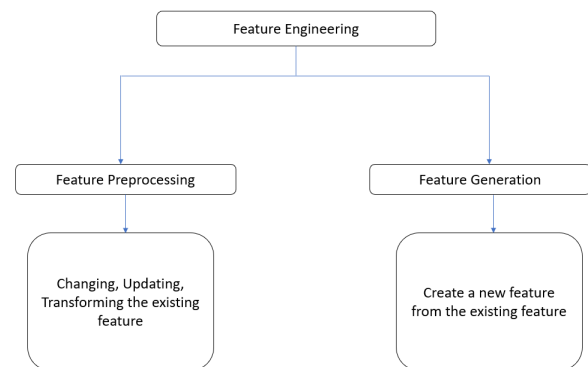 Feature Engineering
Feature Preprocessing
Feature Generation
Changing, Updating,
Transforming the existing
feature
Create a new feature
from the existing feature